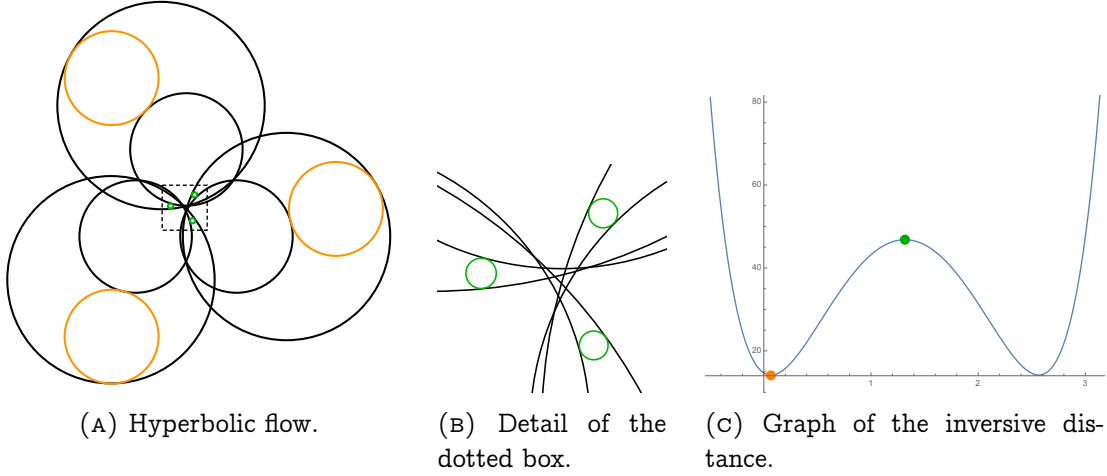 80
60
40
20
1
2
3
(A) Hyperbolic flow.
(B) Detail of the
dotted box.
(C) Graph of the inversive dis-
tance.